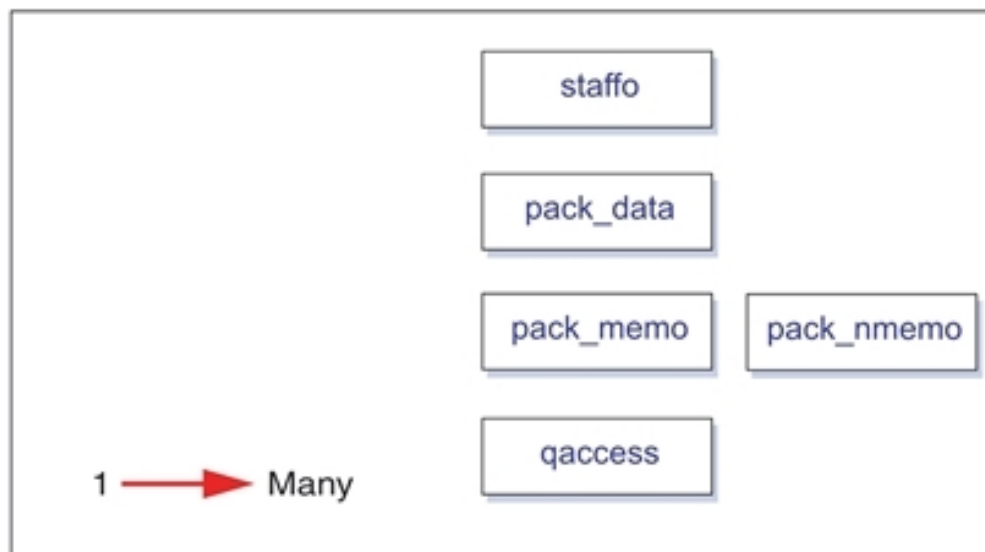 staffo
pack_data
pack_memo pack_nmemo
qaccess
1 Many